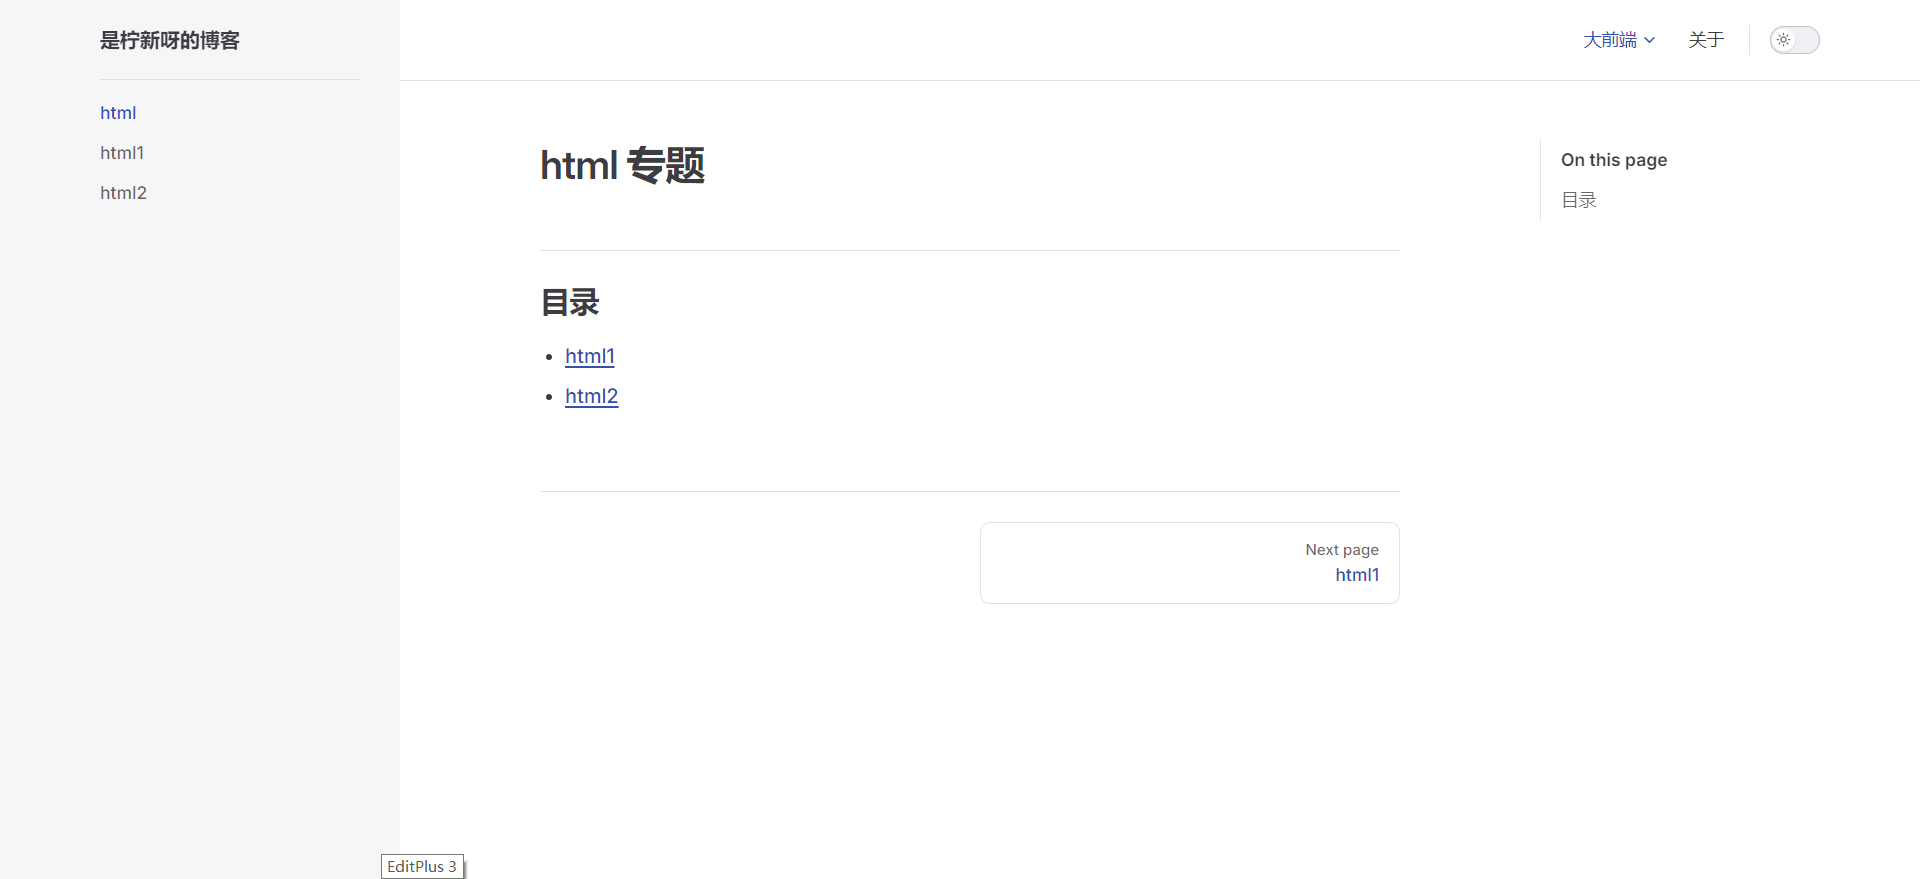 是柠新呀的博客
大前端
关于
html
html1
html2
html 专题
目录
html1
html2
Next page
html1
On this page
目录
EditPlus 3